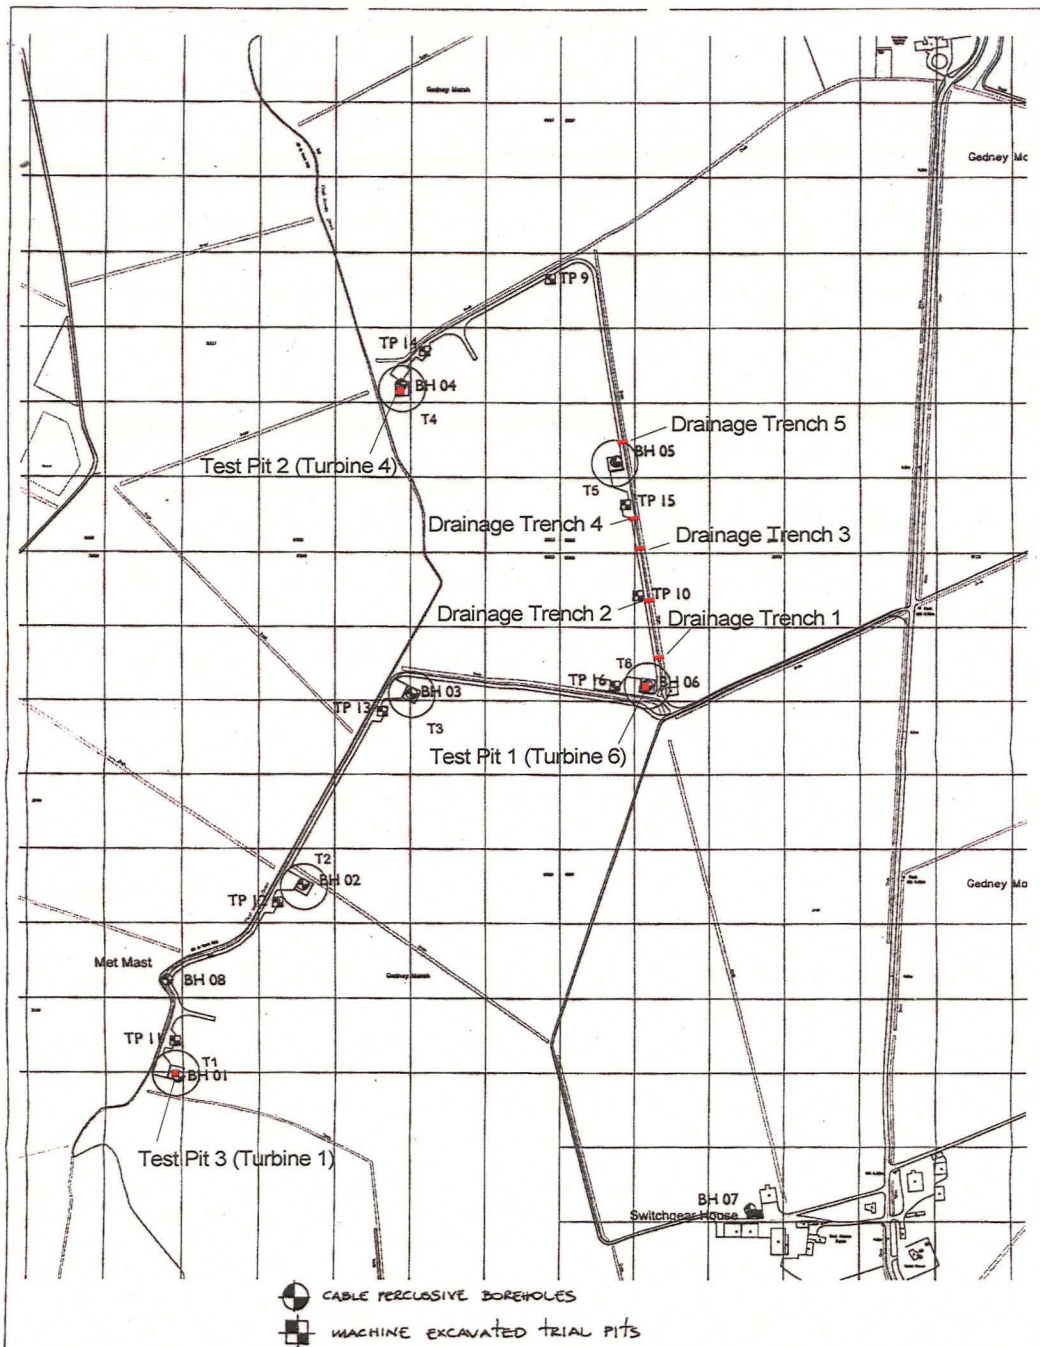 Gedney Marsh
Gedney Ma
TP 9
TP 14
BH 04
T4
Drainage Trench 5
BH 05
Test Pit 2 (Turbine 4)
T5
TP 15
Drainage Trench 4
Drainage Trench 3
TP 10
Drainage Trench 2
Drainage Trench 1
T6
TP 16
BH 06
BH 03
TP 13
T3
Test Pit 1 (Turbine 6)
T2
BH 02
TP 12
Gedney Ma
Met Mast
BH 08
Gedney Marsh
TP 11
T1
BH 01
Test Pit 3 (Turbine 1)
BH 07
Switchgear House
CABLE PERCUSSIVE BOREHOLES
MACHINE EXCAVATED TRIAL PITS